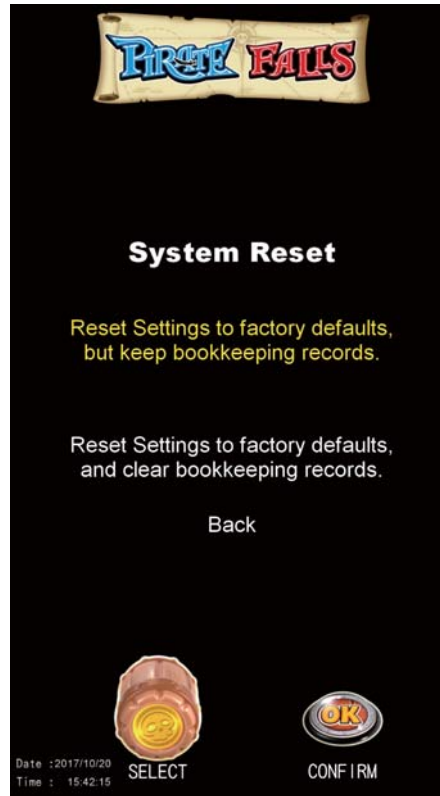 PIRATE FALLS
System Reset
Reset Settings to factory defaults,
but keep bookkeeping records.
Reset Settings to factory defaults,
and clear bookkeeping records.
Back
OK
Date :2017/10/20
Time : 15:42:15
SELECT
CONFIRM